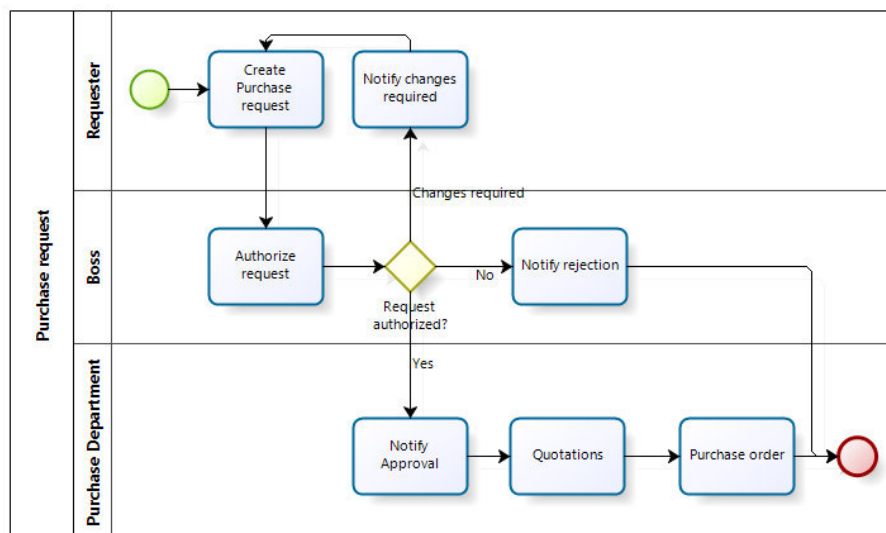 Purchase request
Requester
Create
Purchase
request
Notify changes
required
Changes required
Boss
Authorize
request
Request
authorized?
No
Notify rejection
Yes
Purchase Department
Notify
Approval
Quotations
Purchase order